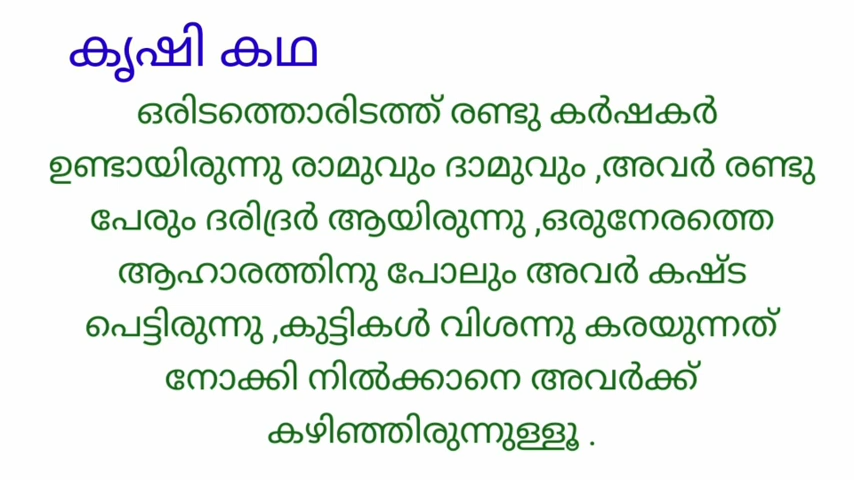 കൃഷി കഥ
ഒരിടത്തൊരിടത്ത് രണ്ടു കർഷകർ
ഉണ്ടായിരുന്നു രാമുവും ദാമുവും ,അവർ രണ്ടു
പേരും ദരിദ്രർ ആയിരുന്നു ,ഒരുനേരത്തെ
ആഹാരത്തിനു പോലും അവർ കഷ്ട
പെട്ടിരുന്നു ,കുട്ടികൾ വിശന്നു കരയുന്നത്
നോക്കി നിൽക്കാനെ അവർക്ക്
കഴിഞ്ഞിരുന്നുള്ളൂ .